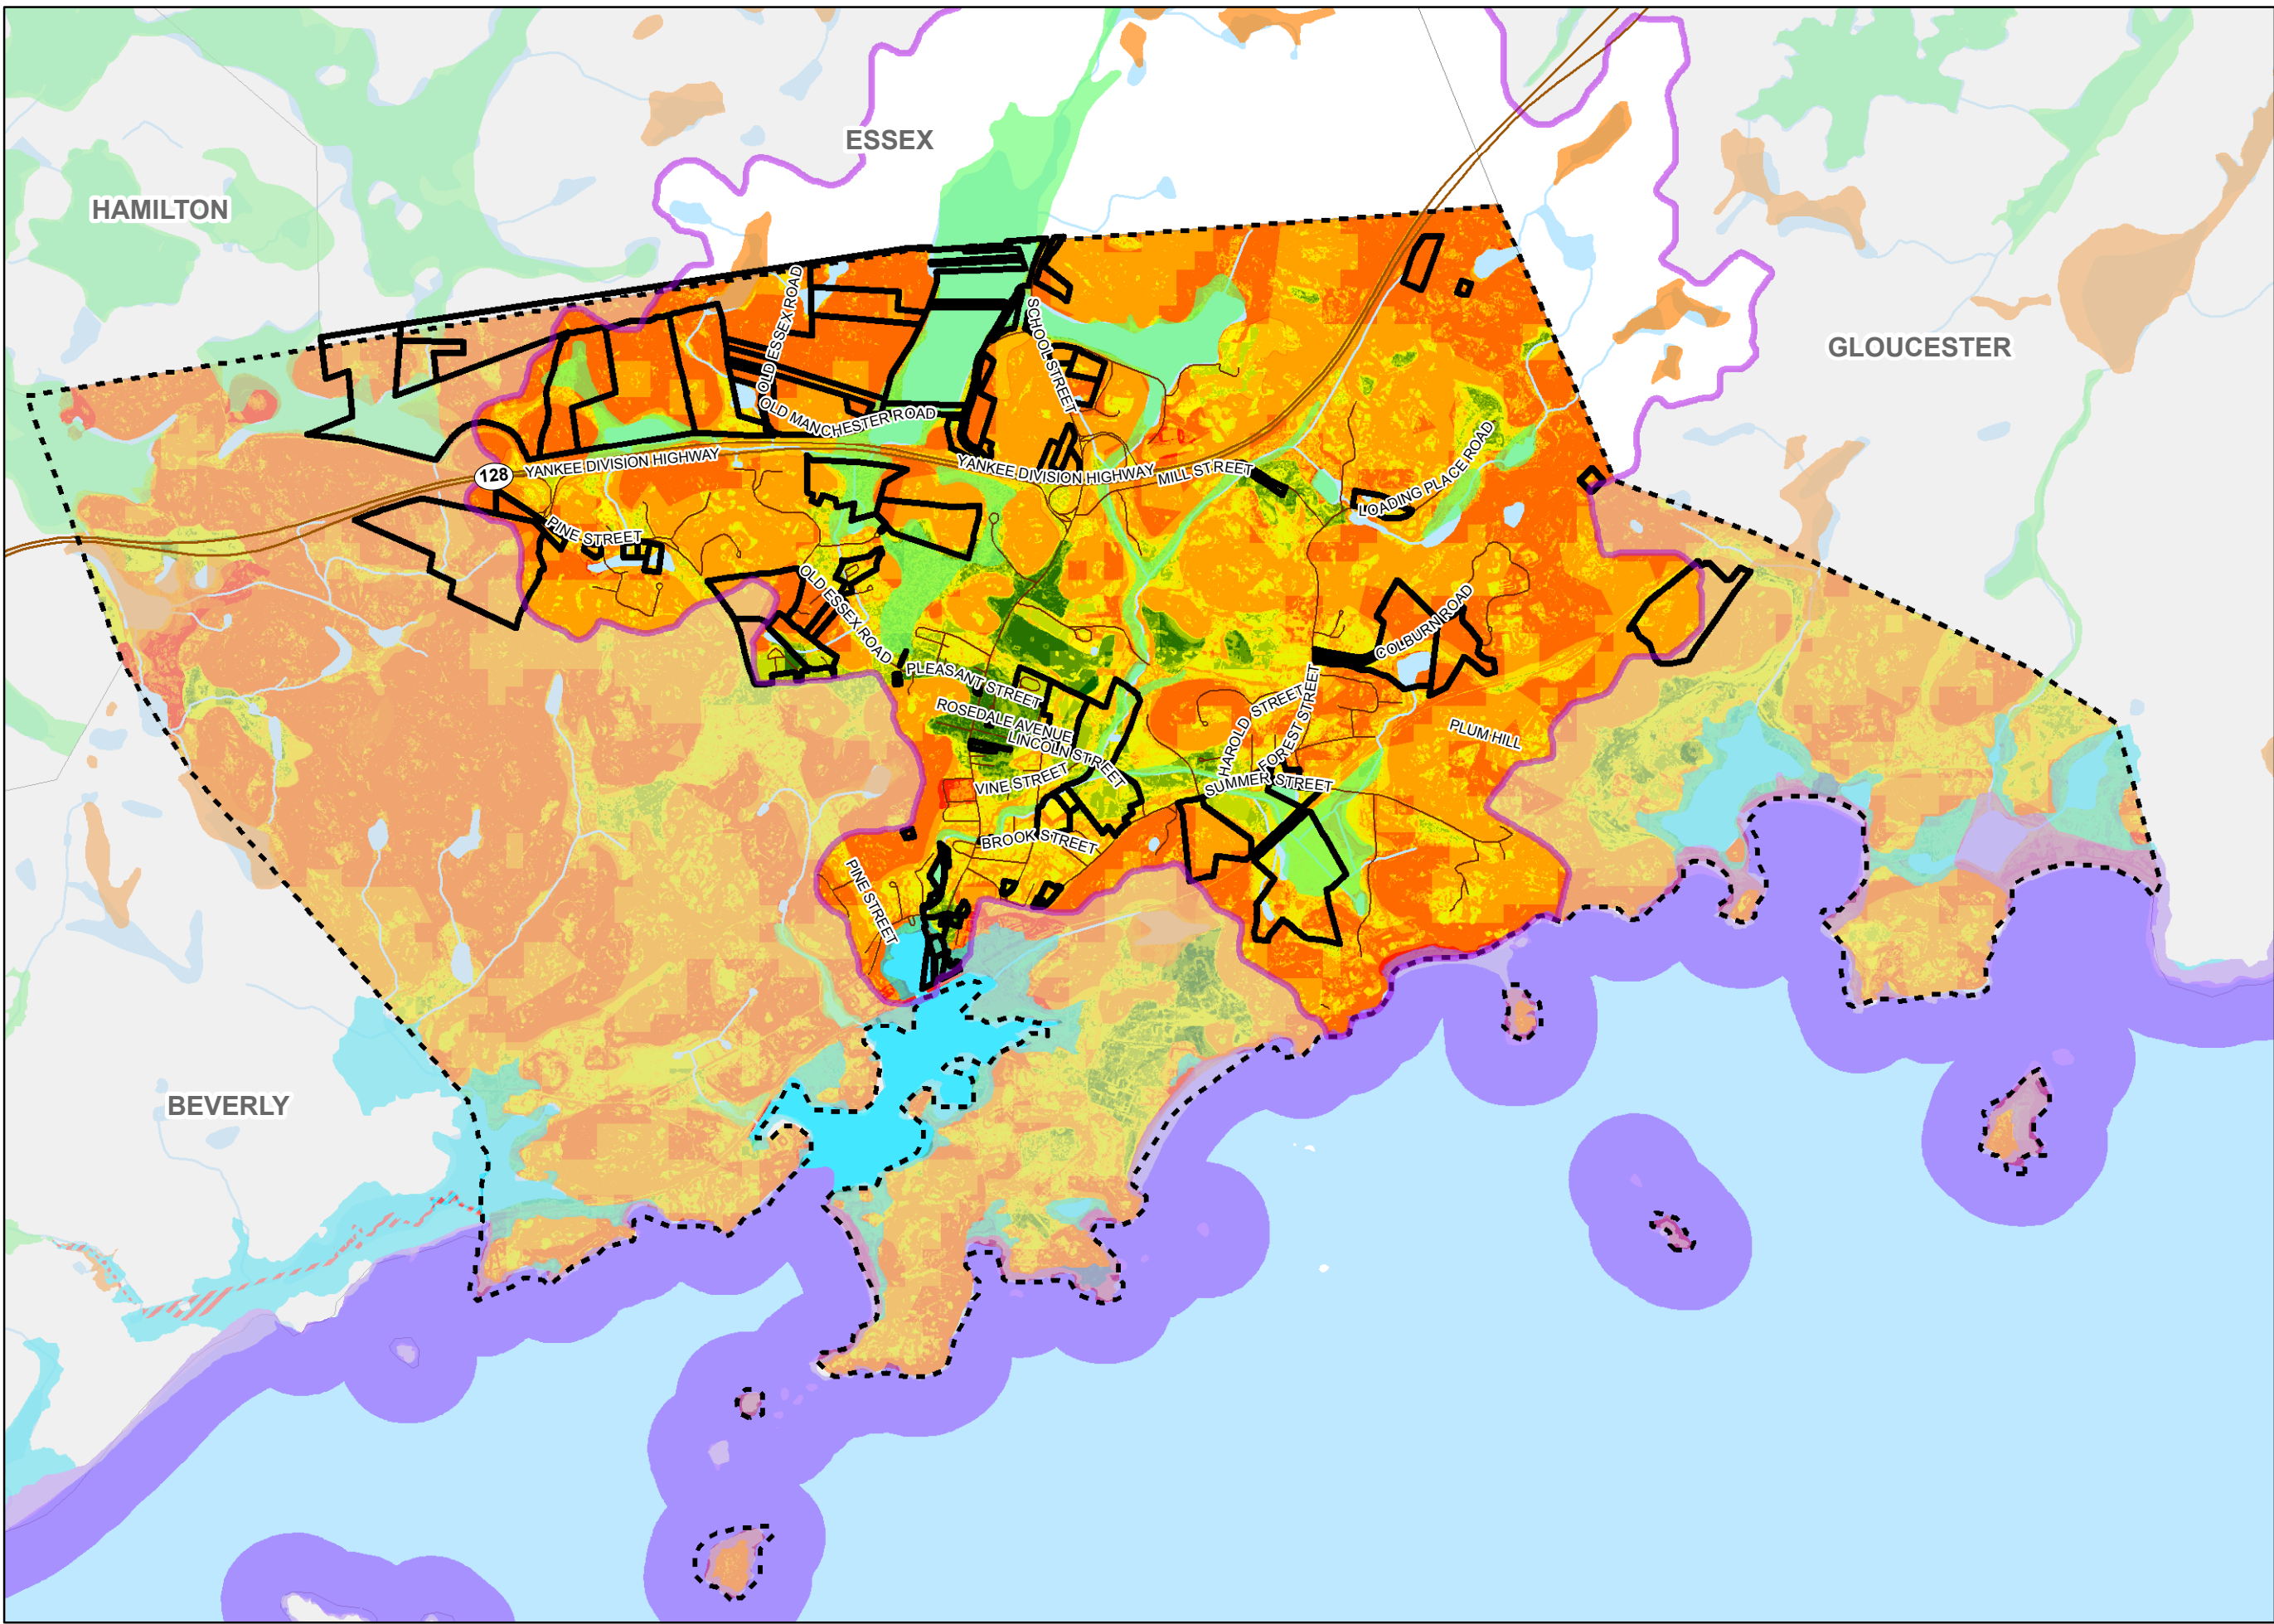 ESSEX
HAMILTON
GLOUCESTER
OLD ESSEX ROAD
SCHOOL STREET
OLD MANCHESTER ROAD
YANKEE DIVISION HIGHWAY
128
YANKEE DIVISION HIGHWAY
MILL STREET
LOADING PLACE ROAD
PINE STREET
OLD ESSEX ROAD
COLBURN ROAD
PLEASANT STREET
ROSEDALE AVENUE
LINCOLN STREET
HAROLD STREET
FOREST STREET
PLUM HILL
VINE STREET
SUMMER STREET
BROOK STREET
PINE STREET
BEVERLY